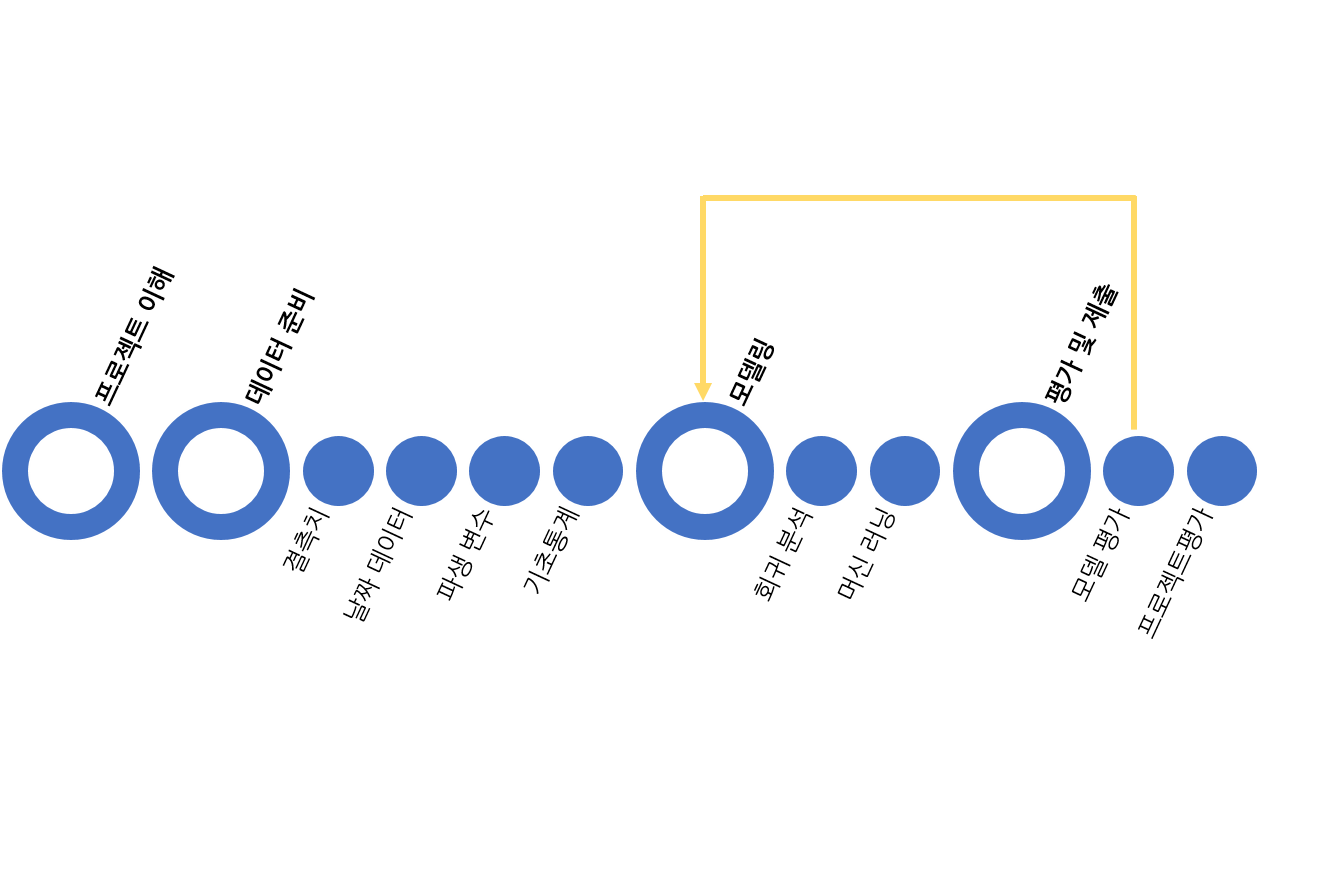 프로젝트 이해
데이터 준비
결측치
날짜 데이터
파생 변수
기초통계
모델링
회귀 분석
머신 러닝
평가 및 제출
모델 평가
프로젝트평가